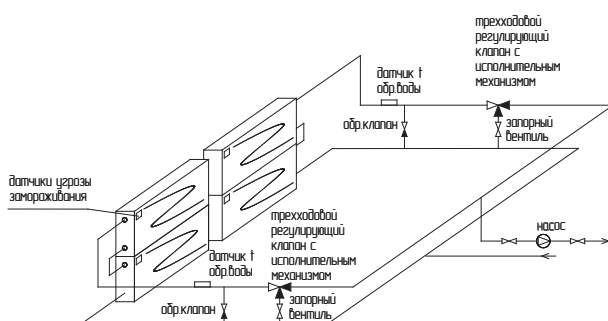 трехходовой
регулирующий
клапан с
исполнительным
механизмом
датчик t
обр.воды
обр.клапан
запорный
вентиль
датчики угрозы
замораживания
насос
трехходовой
регулирующий
клапан с
исполнительным
механизмом
датчик t
обр.воды
обр.клапан
запорный
вентиль